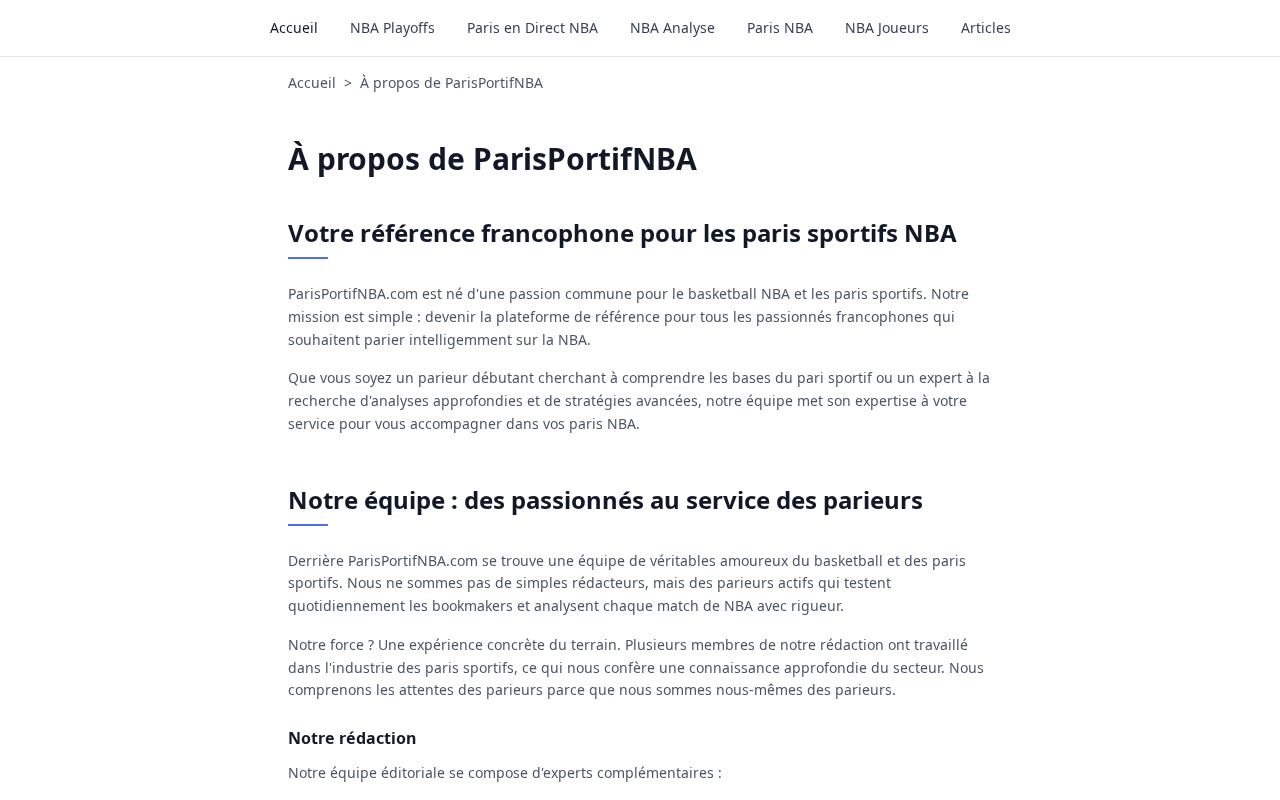 Accueil NBA Playoffs Paris en Direct NBA NBA Analyse Paris NBA NBA Joueurs Articles
Accueil > À propos de ParisPortifNBA
À propos de ParisPortifNBA
Votre référence francophone pour les paris sportifs NBA
ParisPortifNBA.com est né d'une passion commune pour le basketball NBA et les paris sportifs. Notre
mission est simple : devenir la plateforme de référence pour tous les passionnés francophones qui
souhaitent parier intelligemment sur la NBA.
Que vous soyez un parieur débutant cherchant à comprendre les bases du pari sportif ou un expert à la
recherche d'analyses approfondies et de stratégies avancées, notre équipe met son expertise à votre
service pour vous accompagner dans vos paris NBA.
Notre équipe : des passionnés au service des parieurs
Derrière ParisPortifNBA.com se trouve une équipe de véritables amoureux du basketball et des paris
sportifs. Nous ne sommes pas de simples rédacteurs, mais des parieurs actifs qui testent
quotidiennement les bookmakers et analysent chaque match de NBA avec rigueur.
Notre force ? Une expérience concrète du terrain. Plusieurs membres de notre rédaction ont travaillé
dans l'industrie des paris sportifs, ce qui nous confère une connaissance approfondie du secteur. Nous
comprenons les attentes des parieurs parce que nous sommes nous-mêmes des parieurs.
Notre rédaction
Notre équipe éditoriale se compose d'experts complémentaires :